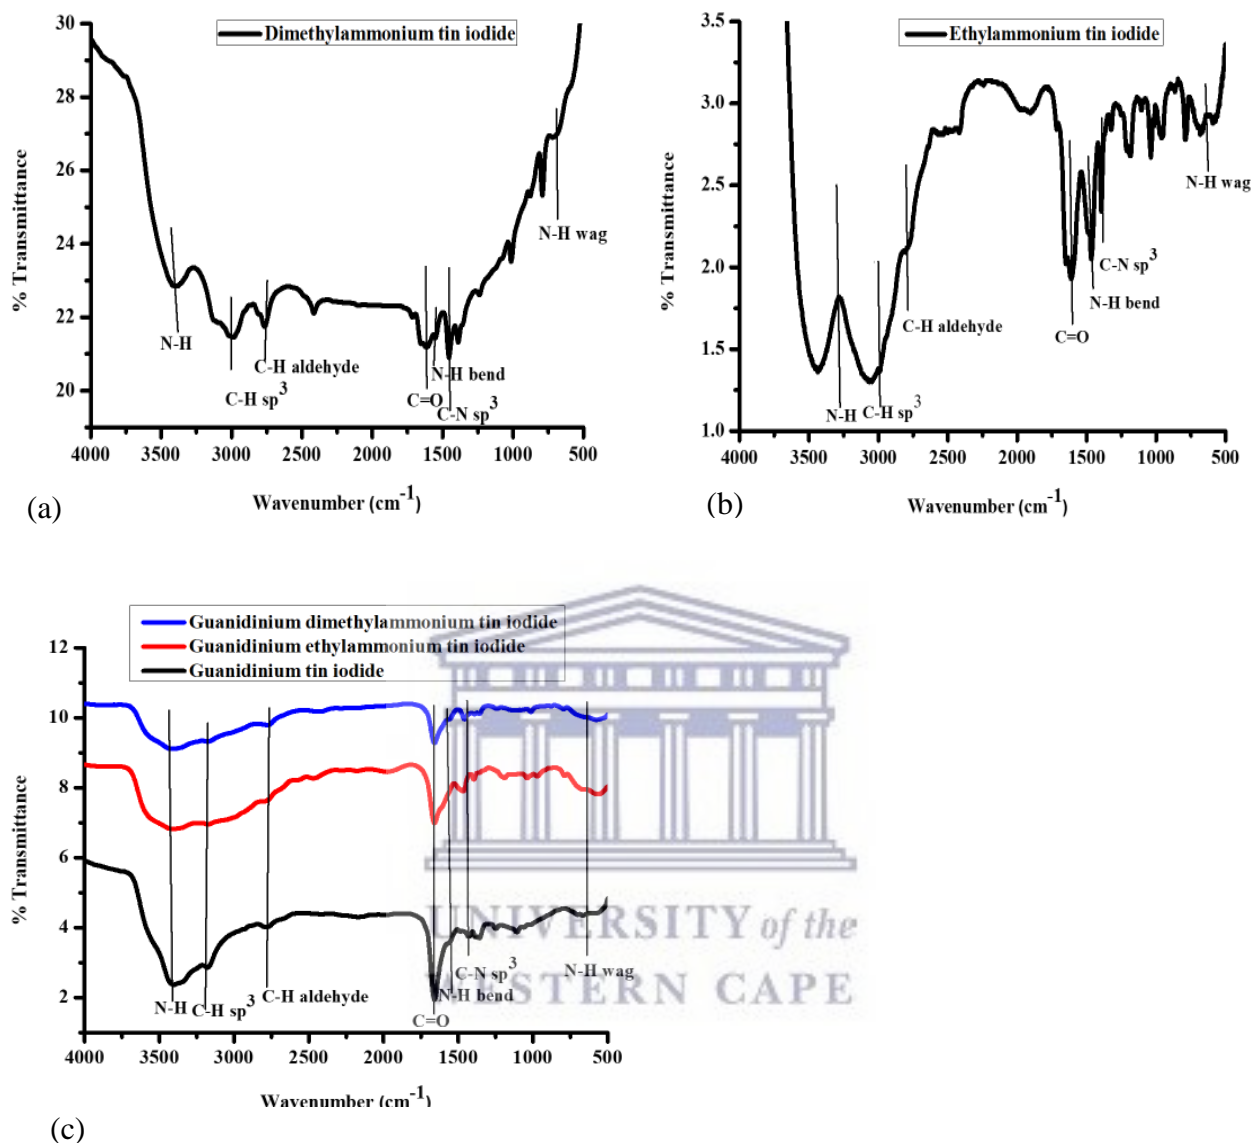 Dimethylammonium tin iodide
30
28
26
24
22
20
% Transmittance
N-H
C-H sp3
C-H aldehyde
C=O
N-H bend
C-N sp3
N-H wag
4000 3500 3000 2500 2000 1500 1000 500
Wavenumber (cm-1)
(a)
Ethylammonium tin iodide
3.5
3.0
2.5
2.0
1.5
1.0
% Transmittance
N-H
C-H sp3
C-H aldehyde
C=O
N-H bend
C-N sp3
N-H wag
4000 3500 3000 2500 2000 1500 1000 500
Wavenumber (cm-1)
(b)
Guanidinium dimethylammonium tin iodide
Guanidinium ethylammonium tin iodide
Guanidinium tin iodide
12
10
8
6
4
2
% Transmittance
N-H
C-H sp3
C-H aldehyde
C=O
N-H bend
C-N sp3
N-H wag
4000 3500 3000 2500 2000 1500 1000 500
Wavenumber (cm-1)
(c)
UNIVERSITY of the
WESTERN CAPE